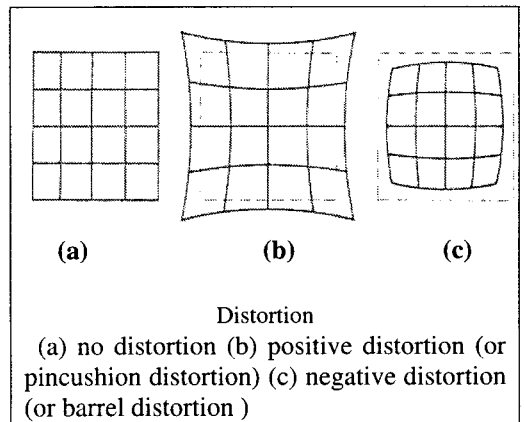 (a) (b) (c)
Distortion
(a) no distortion (b) positive distortion (or
pincushion distortion) (c) negative distortion
(or barrel distortion )